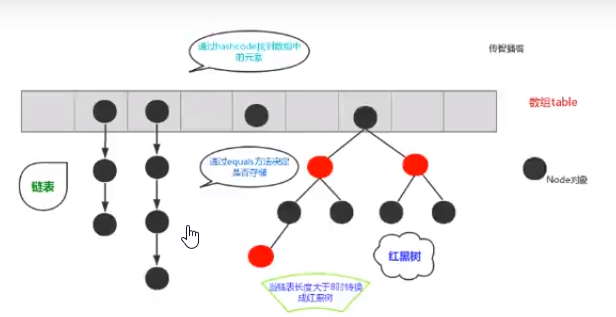 通过hashcode找到数组中
的元素
传智播客
数组table
通过equals方法决定
是否存储
链表
Node对象
红黑树
当链表长度大于8时转换
成红黑树